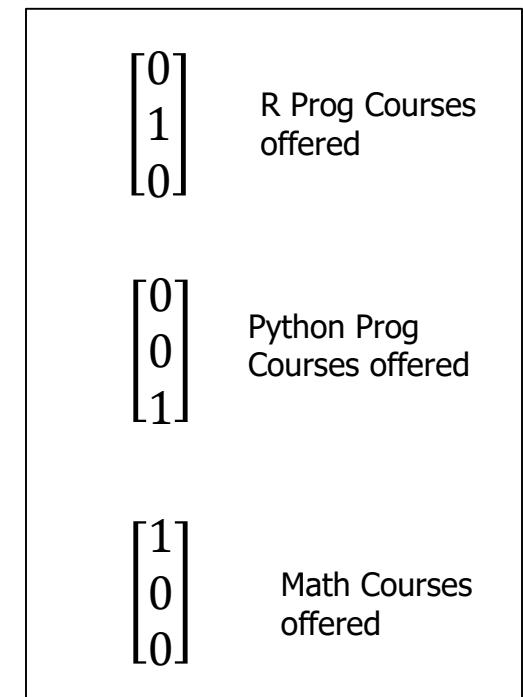 [0
1
0]
R Prog Courses
offered
[0
0
1]
Python Prog
Courses offered
[1
0
0]
Math Courses
offered